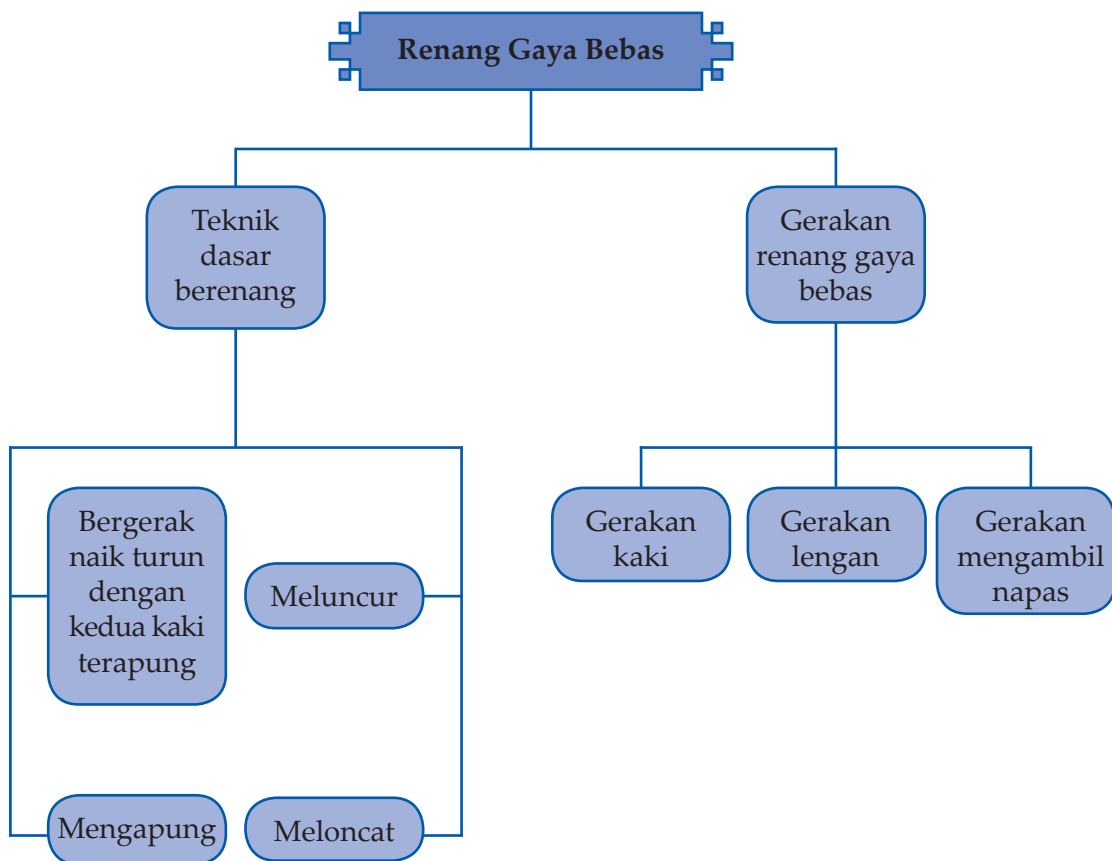 Renang Gaya Bebas
Teknik
dasar
berenang
Gerakan
renang gaya
bebas
Bergerak
naik turun
dengan
kedua kaki
terapung
Meluncur
Mengapung
Meloncat
Gerakan
kaki
Gerakan
lengan
Gerakan
mengambil
napas